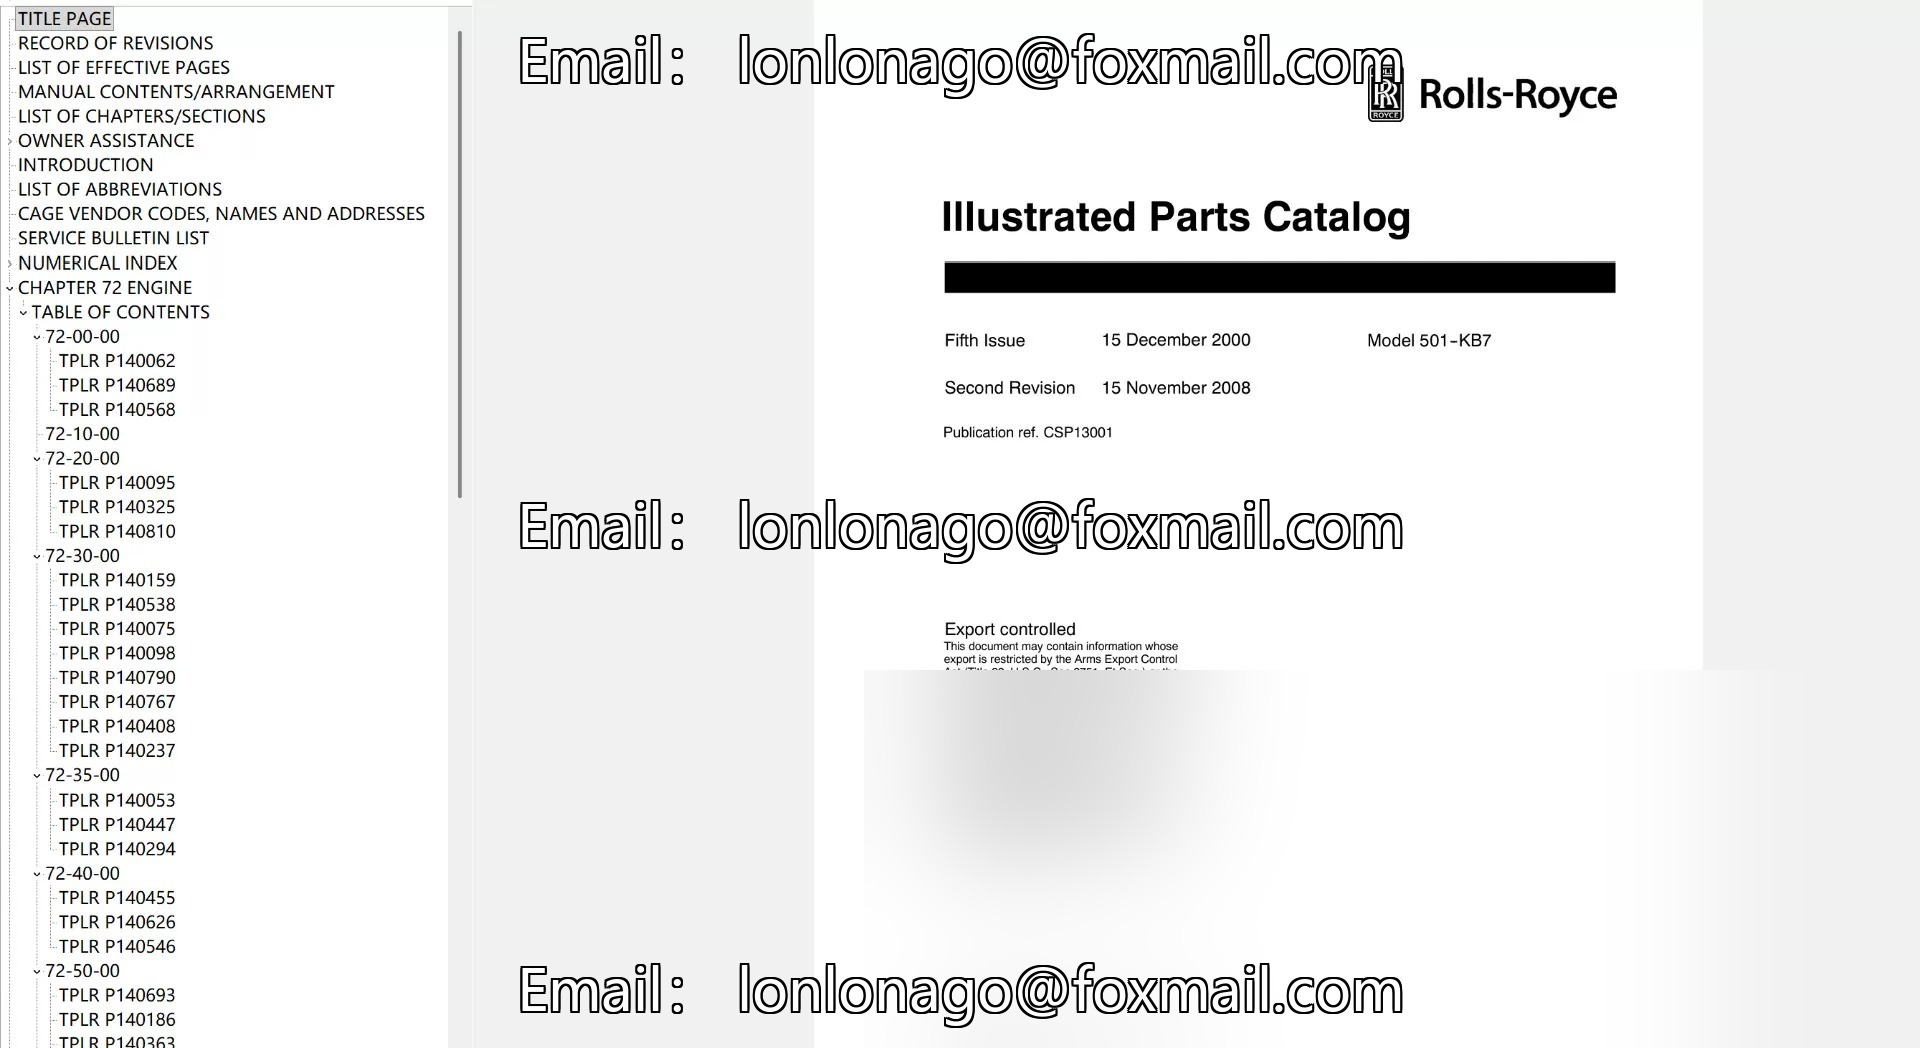 TITLE PAGE
RECORD OF REVISIONS
LIST OF EFFECTIVE PAGES
MANUAL CONTENTS/ARRANGEMENT
LIST OF CHAPTERS/SECTIONS
OWNER ASSISTANCE
INTRODUCTION
LIST OF ABBREVIATIONS
CAGE VENDOR CODES, NAMES AND ADDRESSES
SERVICE BULLETIN LIST
NUMERICAL INDEX
CHAPTER 72 ENGINE
TABLE OF CONTENTS
72-00-00
TPLR P140062
TPLR P140689
TPLR P140568
72-10-00
72-20-00
TPLR P140095
TPLR P140325
TPLR P140810
72-30-00
TPLR P140159
TPLR P140538
TPLR P140075
TPLR P140098
TPLR P140790
TPLR P140767
TPLR P140408
TPLR P140237
72-35-00
TPLR P140053
TPLR P140447
TPLR P140294
72-40-00
TPLR P140455
TPLR P140626
TPLR P140546
72-50-00
TPLR P140693
TPLR P140186
TPLR P140363
Email: lonlonago@foxmail.com
RR
ROYCE
Rolls-Royce
Illustrated Parts Catalog
Fifth Issue 15 December 2000 Model 501-KB7
Second Revision 15 November 2008
Publication ref. CSP13001
Email: lonlonago@foxmail.com
Export controlled
This document may contain information whose
export is restricted by the Arms Export Control
Email: lonlonago@foxmail.com